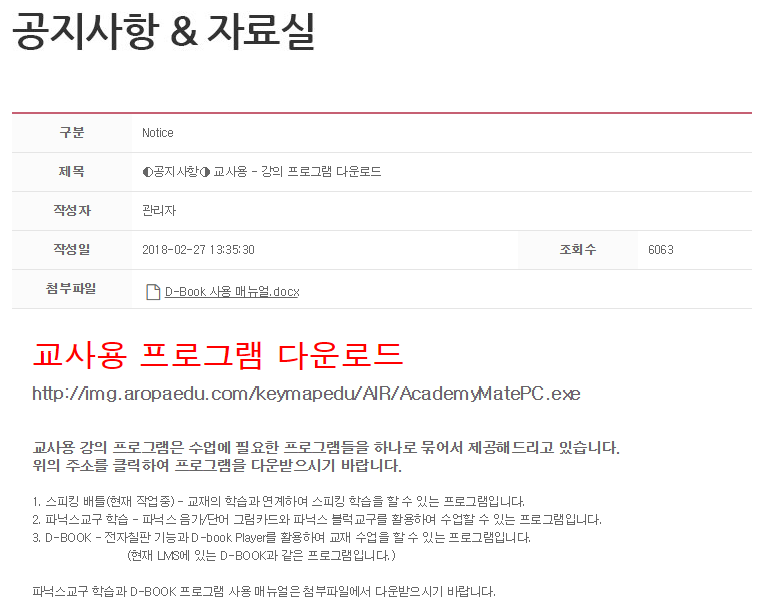 공지사항 & 자료실
구분 Notice
제목 ◐공지사항◑ 교사용 - 강의 프로그램 다운로드
작성자 관리자
작성일 2018-02-27 13:35:30 조회수 6063
첨부파일 D-Book 사용 매뉴얼.docx
교사용 프로그램 다운로드
http://img.aropaedu.com/keymapedu/AIR/AcademyMatePC.exe
교사용 강의 프로그램은 수업에 필요한 프로그램들을 하나로 묶어서 제공해드리고 있습니다.
위의 주소를 클릭하여 프로그램을 다운받으시기 바랍니다.
1. 스피킹 배틀(현재 작업중) - 교재의 학습과 연계하여 스피킹 학습을 할 수 있는 프로그램입니다.
2. 파닉스교구 학습 - 파닉스 음가/단어 그림카드와 파닉스 블럭교구를 활용하여 수업할 수 있는 프로그램입니다.
3. D-BOOK - 전자칠판 기능과 D-book Player를 활용하여 교재 수업을 할 수 있는 프로그램입니다.
(현재 LMS에 있는 D-BOOK과 같은 프로그램입니다.)
파닉스교구 학습과 D-BOOK 프로그램 사용 매뉴얼은 첨부파일에서 다운받으시기 바랍니다.